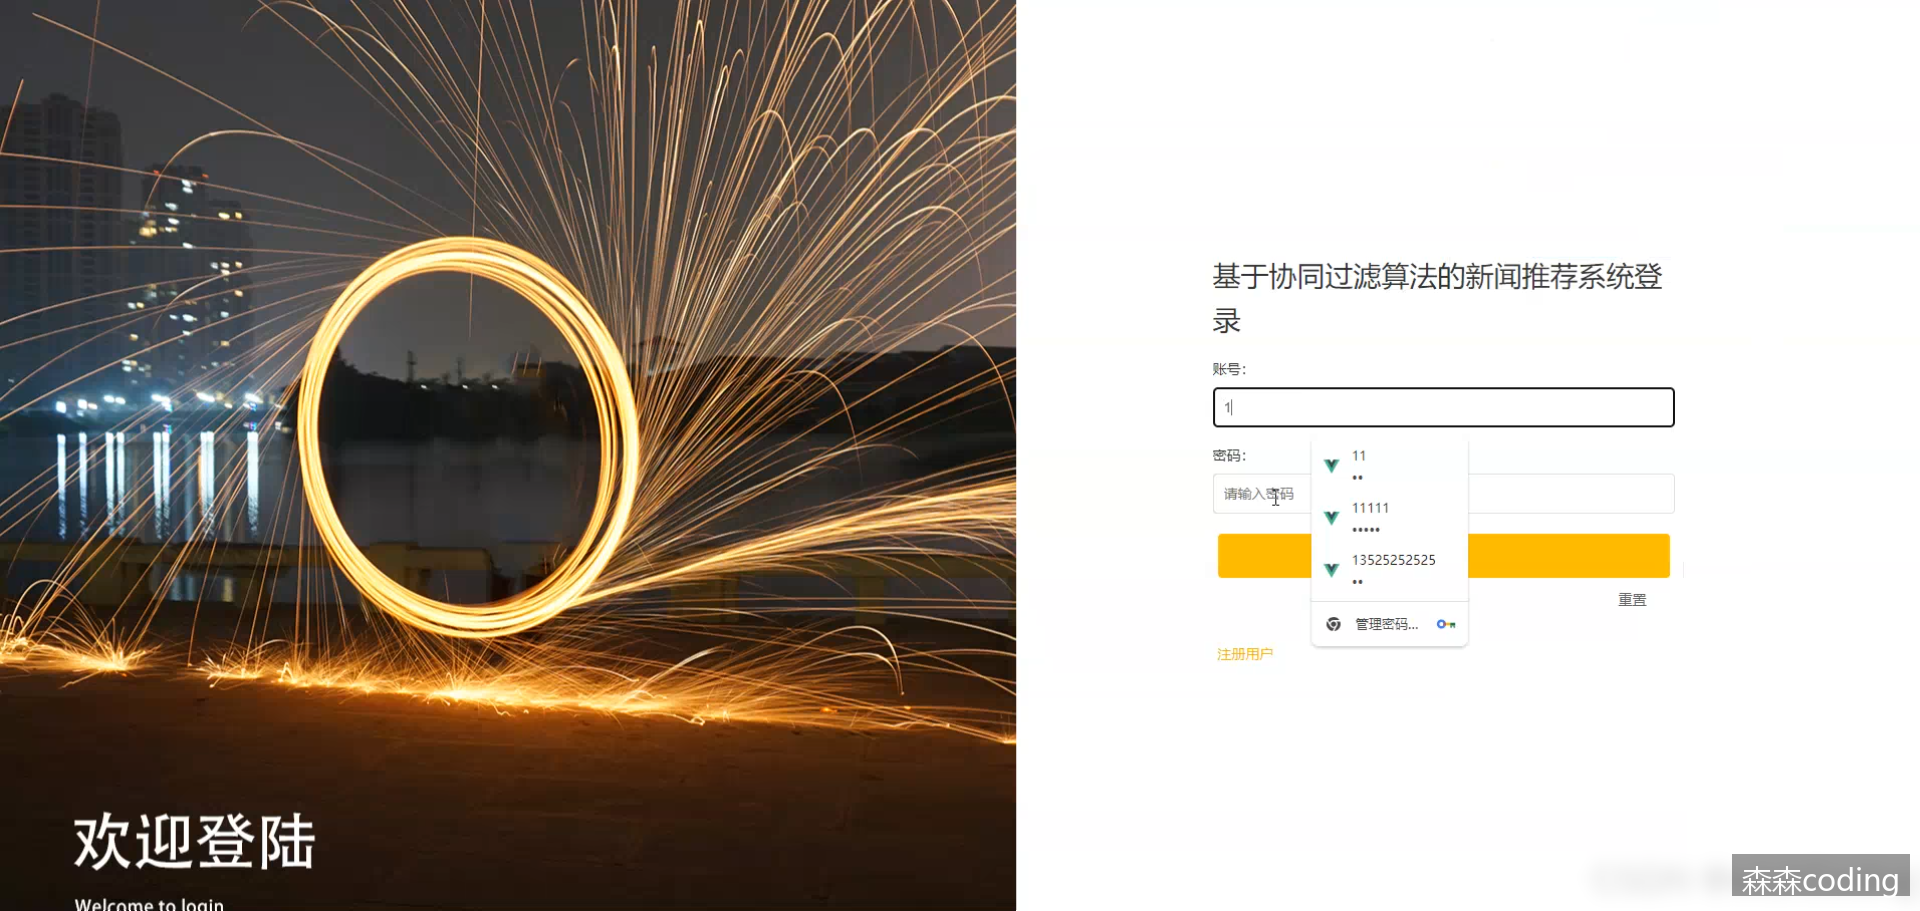 基于协同过滤算法的新闻推荐系统登
录
账号:
1
密码:
请输入密码
11
••
11111
•••••
13525252525
••
管理密码...
重置
注册用户
欢迎登陆
Welcome to login
森森coding